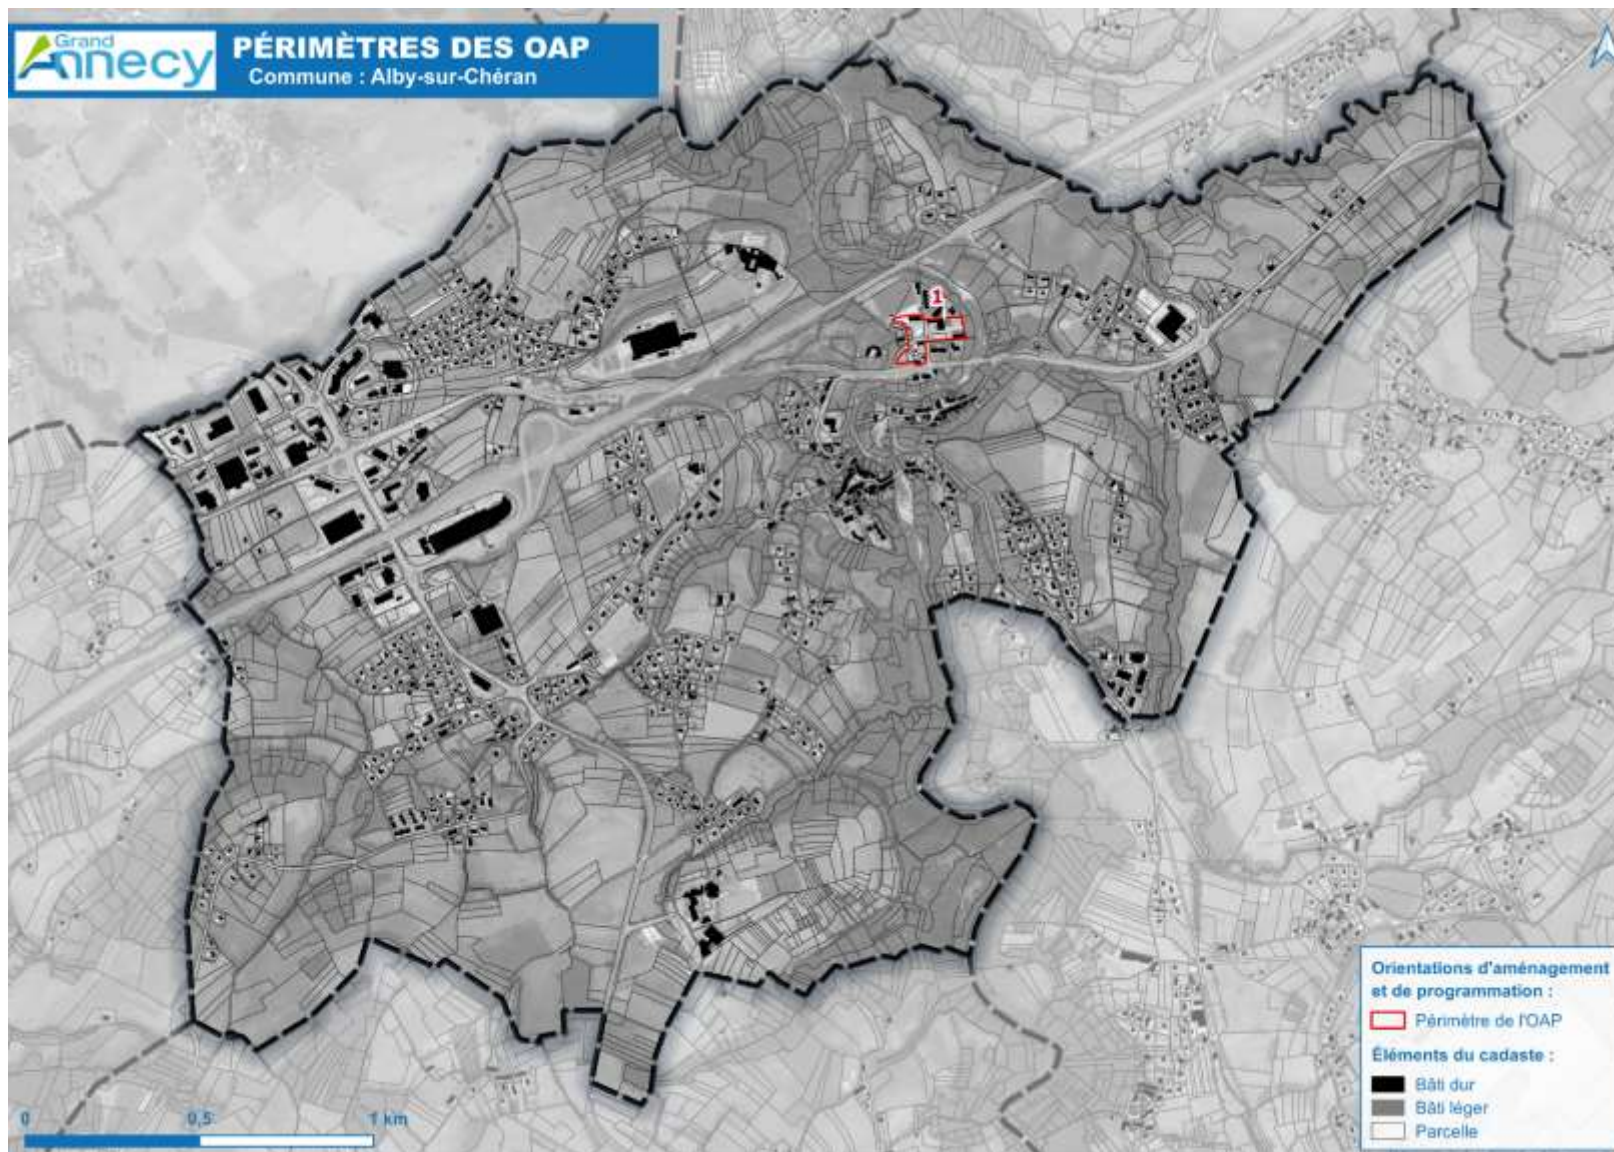 Grand
Annecy
PÉRIMÈTRES DES OAP
Commune : Alby-sur-Chéran
1
Orientations d'aménagement
et de programmation :
Périmètre de l'OAP
Éléments du cadaste :
Bâti dur
Bâti léger
Parcelle
0 0,5 1 km